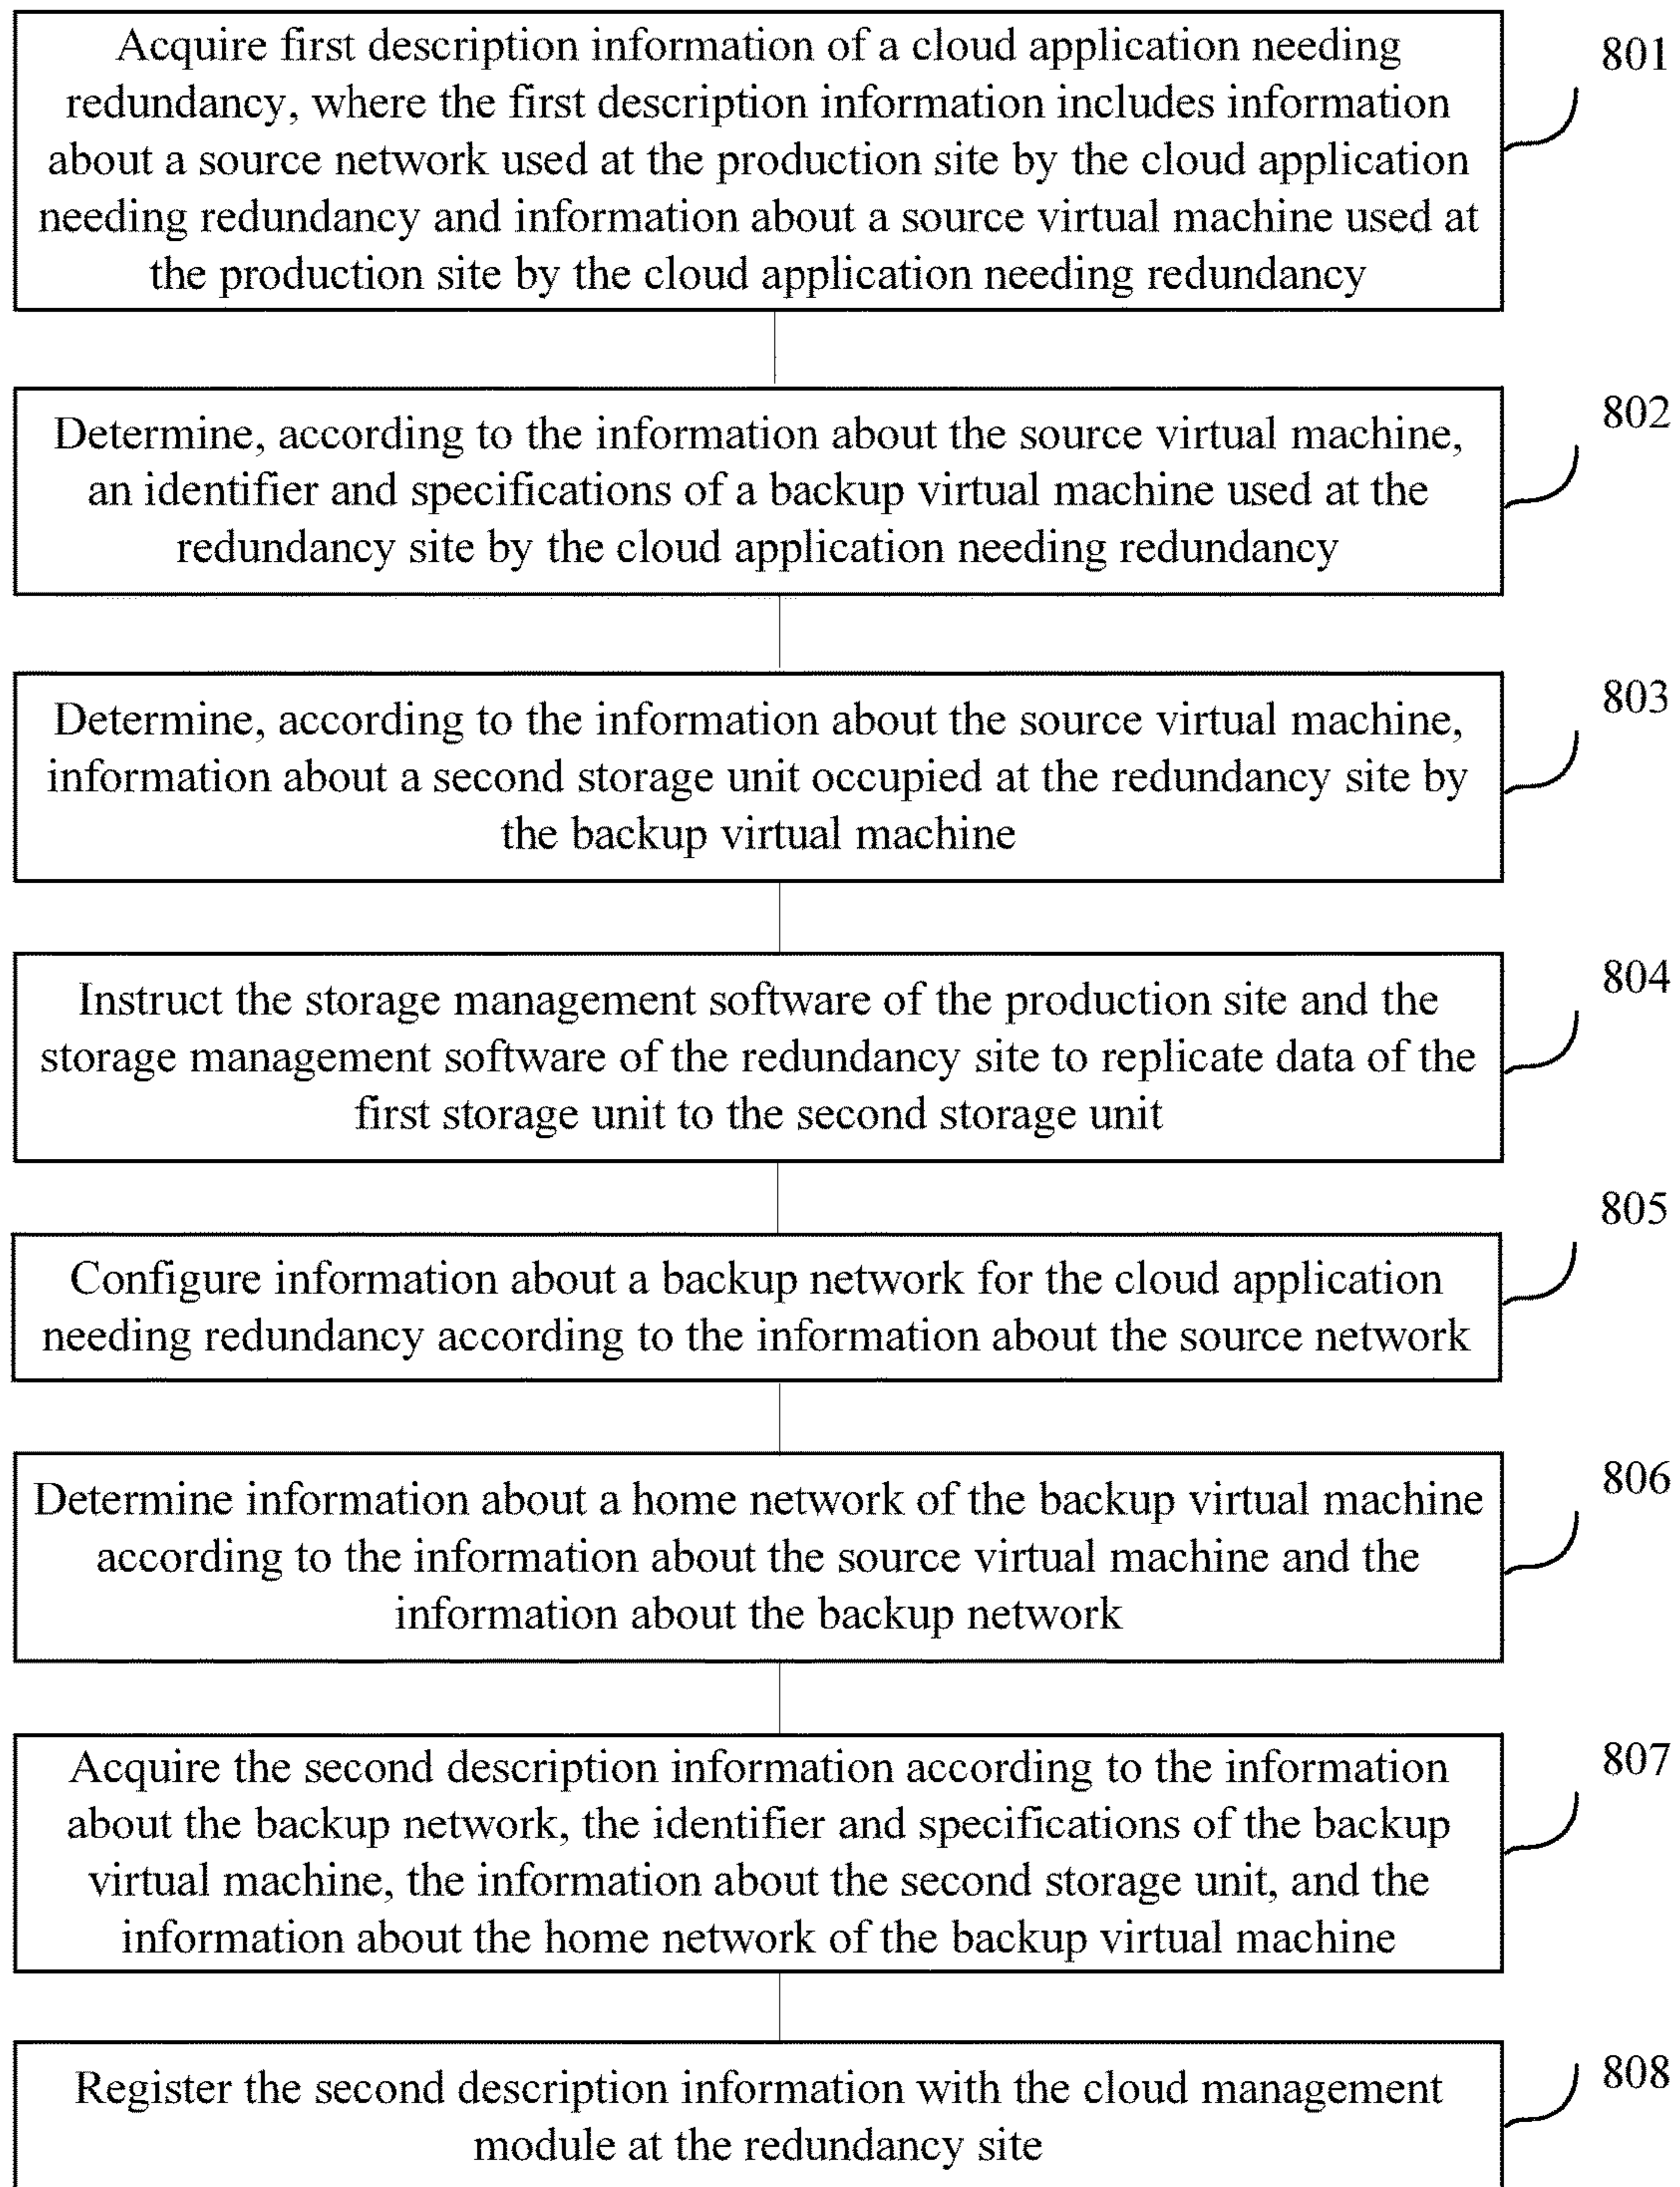 Acquire first description information of a cloud application needing
redundancy, where the first description information includes information
about a source network used at the production site by the cloud application
needing redundancy and information about a source virtual machine used at
the production site by the cloud application needing redundancy
801
Determine, according to the information about the source virtual machine,
an identifier and specifications of a backup virtual machine used at the
redundancy site by the cloud application needing redundancy
802
Determine, according to the information about the source virtual machine,
information about a second storage unit occupied at the redundancy site by
the backup virtual machine
803
Instruct the storage management software of the production site and the
storage management software of the redundancy site to replicate data of the
first storage unit to the second storage unit
804
Configure information about a backup network for the cloud application
needing redundancy according to the information about the source network
805
Determine information about a home network of the backup virtual machine
according to the information about the source virtual machine and the
information about the backup network
806
Acquire the second description information according to the information
about the backup network, the identifier and specifications of the backup
virtual machine, the information about the second storage unit, and the
information about the home network of the backup virtual machine
807
Register the second description information with the cloud management
module at the redundancy site
808